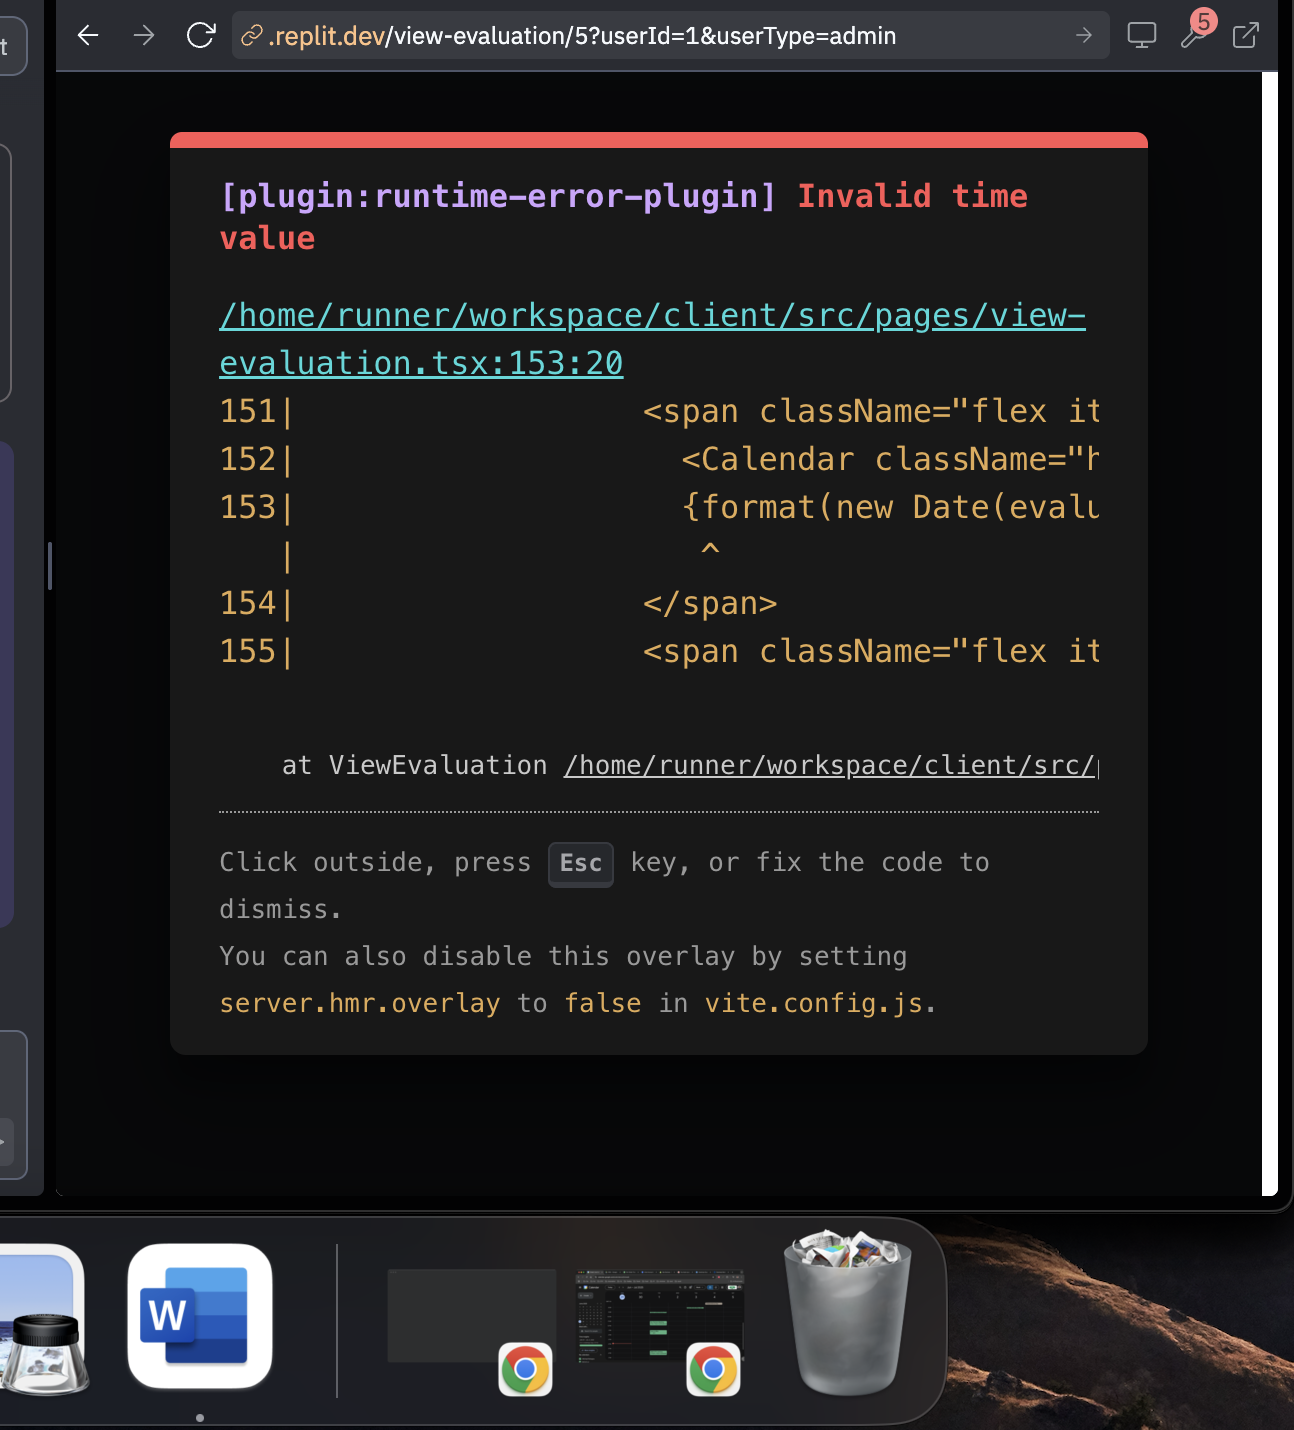 t
.replit.dev/view-evaluation/5?userId=1&userType=admin
5
[plugin:runtime-error-plugin] Invalid time
value
/home/runner/workspace/client/src/pages/view-
evaluation.tsx:153:20
151|                  <span className="flex it
152|                    <Calendar className="h
153|                    {format(new Date(evalu
   |                     ^
154|                  </span>
155|                  <span className="flex it
at ViewEvaluation /home/runner/workspace/client/src/
Click outside, press Esc key, or fix the code to
dismiss.
You can also disable this overlay by setting
server.hmr.overlay to false in vite.config.js.
W